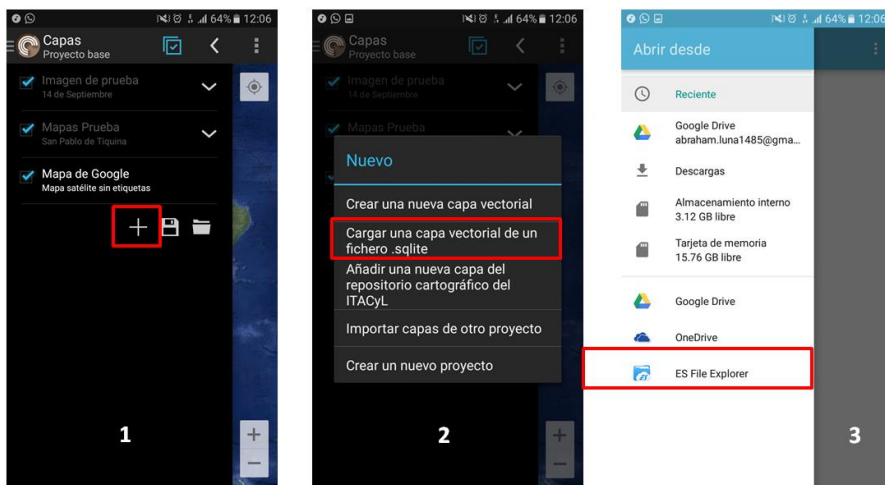 64% 12:06
Capas
Proyecto base
Imagen de prueba
14 de Septiembre
Mapas Prueba
San Pablo de Tiquina
Mapa de Google
Mapa satélite sin etiquetas
1
64% 12:06
Capas
Proyecto base
Imagen de prueba
14 de Septiembre
Mapas Prueba
Nuevo
Crear una nueva capa vectorial
Cargar una capa vectorial de un
fichero .sqlite
Añadir una nueva capa del
repositorio cartográfico del
ITACyL
Importar capas de otro proyecto
Crear un nuevo proyecto
2
64% 12:06
Abrir desde
Reciente
Google Drive
abraham.luna1485@gma...
Descargas
Almacenamiento interno
3.12 GB libre
Tarjeta de memoria
15.76 GB libre
Google Drive
OneDrive
ES File Explorer
3